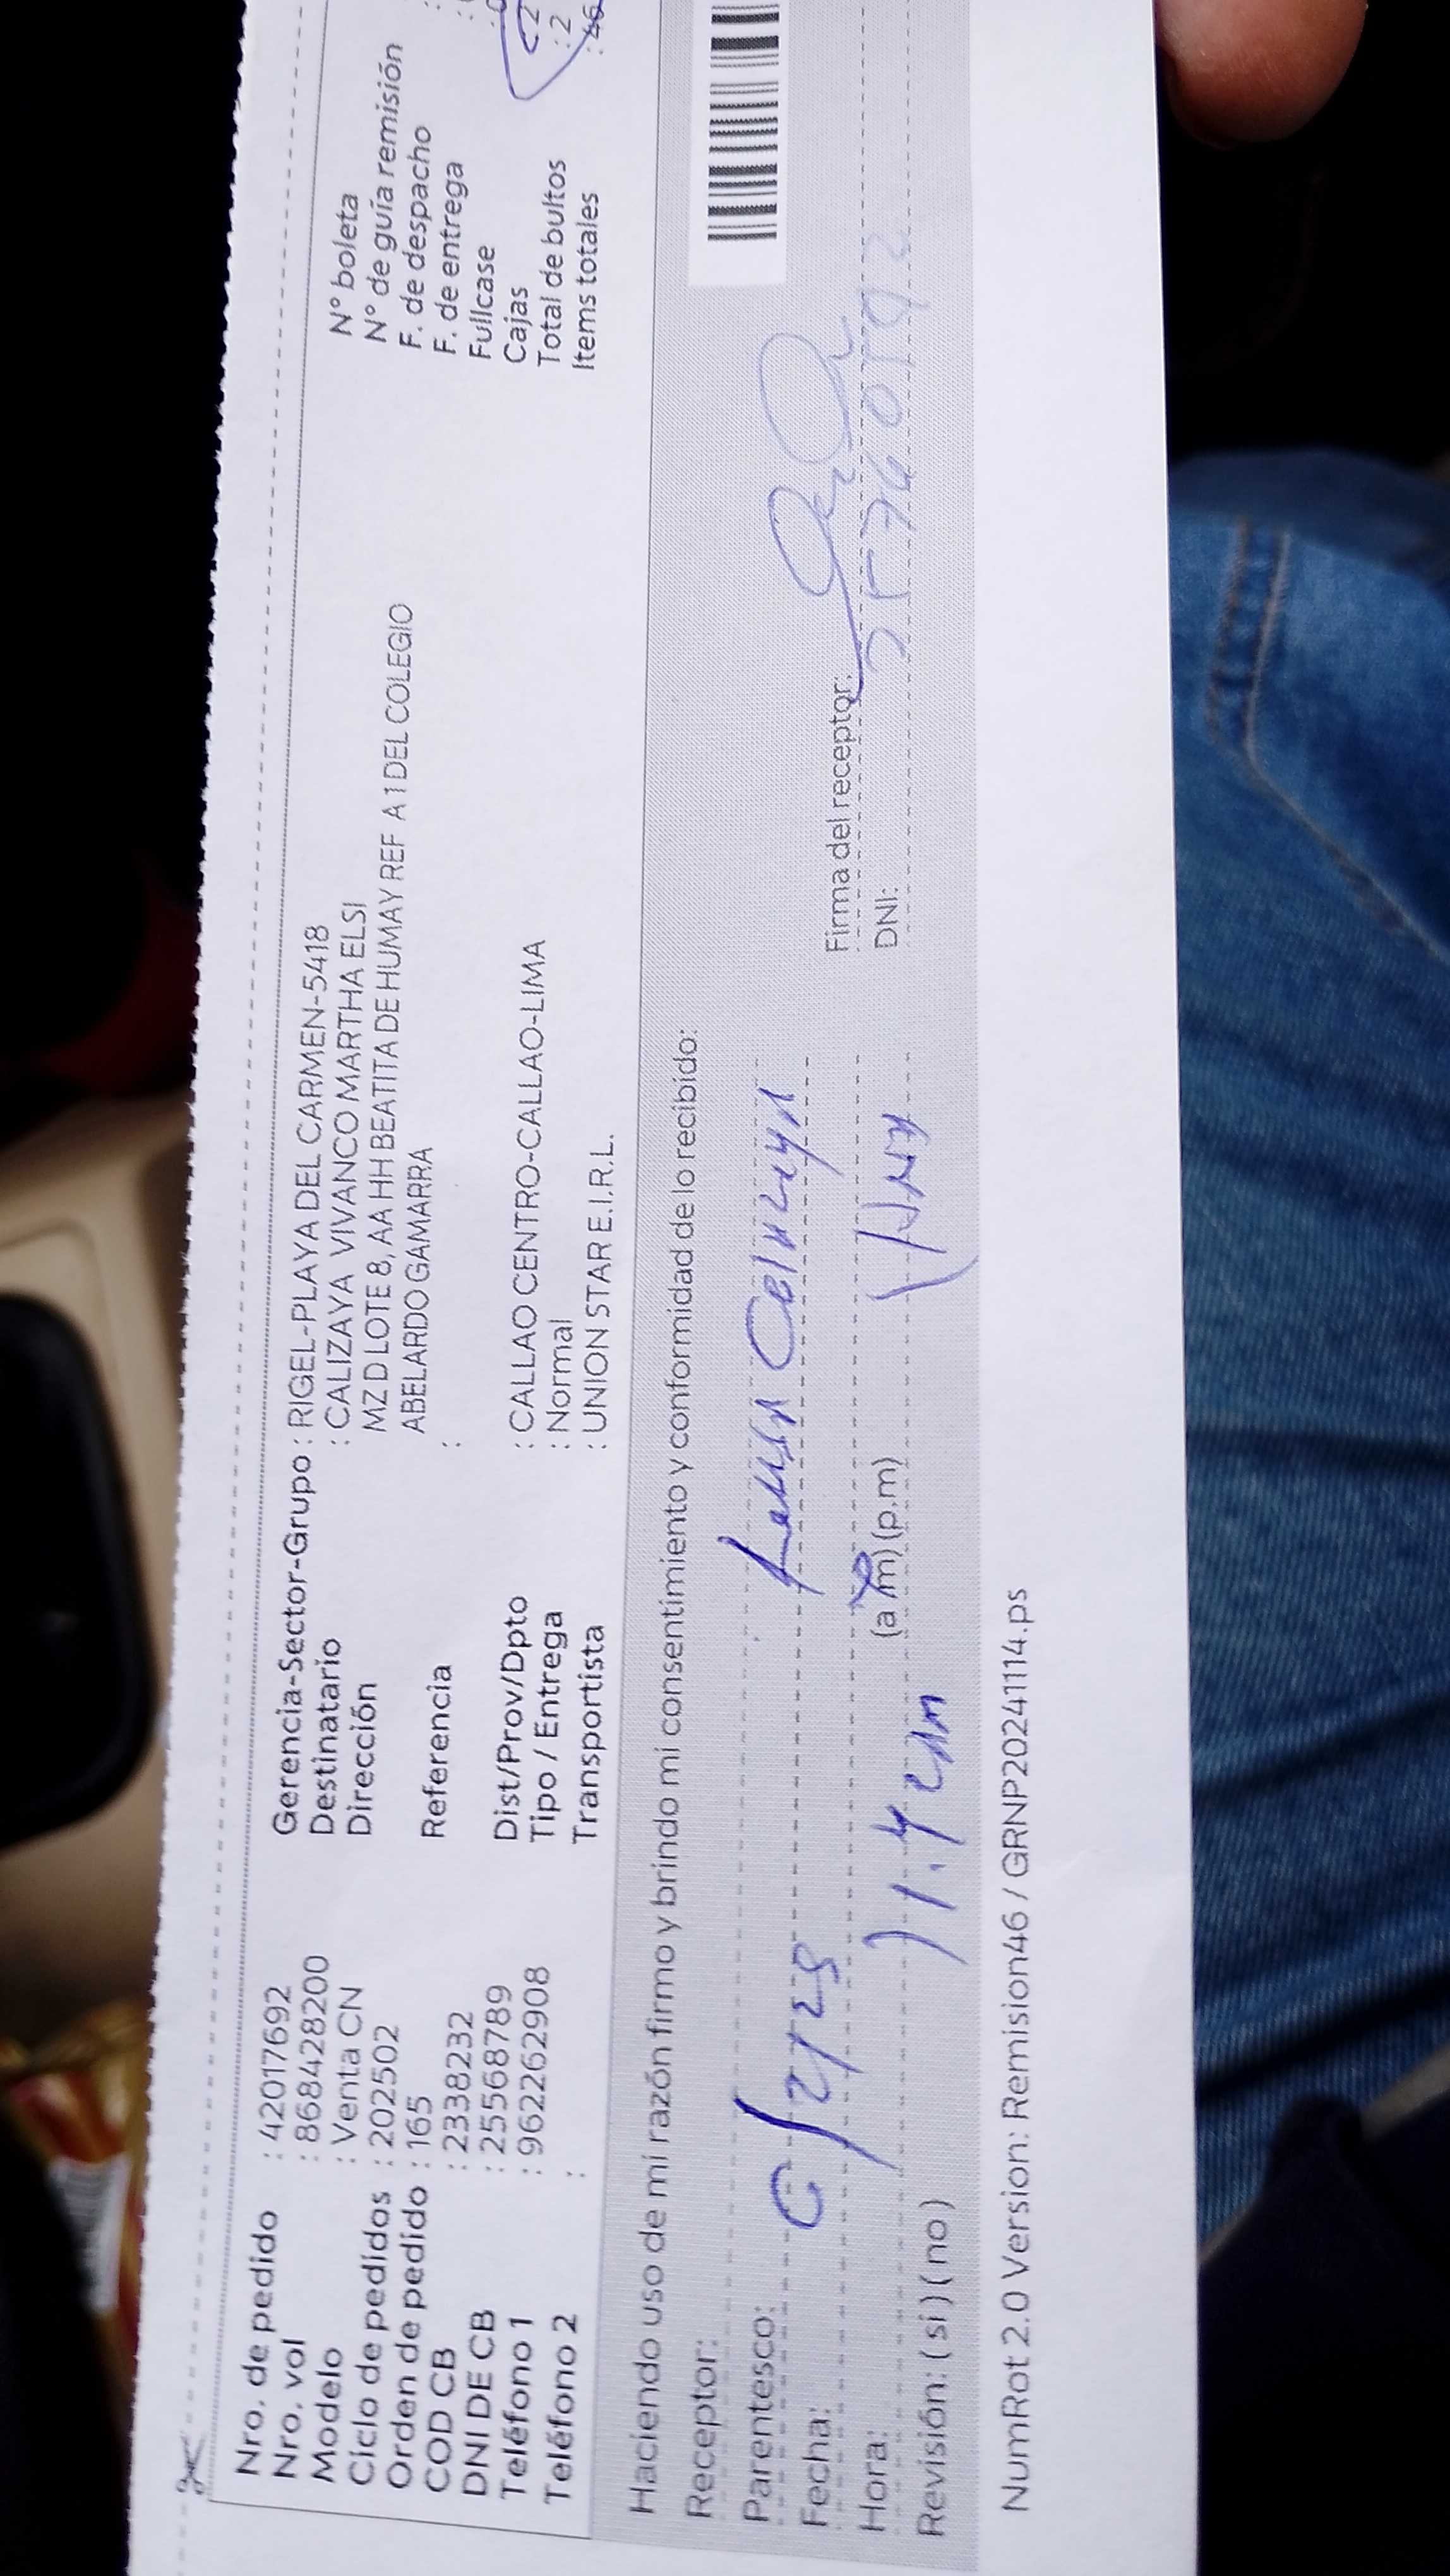 Nro. de pedido : 42017692
Nro. vol : 8684428200
Modelo : Venta CN
Ciclo de pedidos : 202502
Orden de pedido : 165
COD CB : 2338232
DNI DE CB : 25568789
Teléfono 1 : 962262908
Teléfono 2 :
Gerencia-Sector-Grupo : RIGEL-PLAYA DEL CARMEN-5418
Destinatario : CALIZAYA VIVANCO MARTHA ELSI
Dirección MZ D LOTE 8, AA HH BEATITA DE HUMAY REF A 1 DEL COLEGIO
ABELARDO GAMARRA
Referencia :
Dist/Prov/Dpto : CALLAO CENTRO-CALLAO-LIMA
Tipo / Entrega : Normal
Transportista : UNION STAR E.I.R.L.
N° boleta
N° de guía remisión
F. de despacho
F. de entrega
Fullcase
Cajas : 2
Total de bultos : 2
Items totales : 46
Haciendo uso de mi razón firmo y brindo mi consentimiento y conformidad de lo recibido:
Receptor:
Parentesco:
Fecha:
Hora: (a.m) (p.m)
Revisión: (si) (no)
Firma del receptor:
DNI:
NumRot 2.0 Version: Remision46 / GRNP20241114.ps